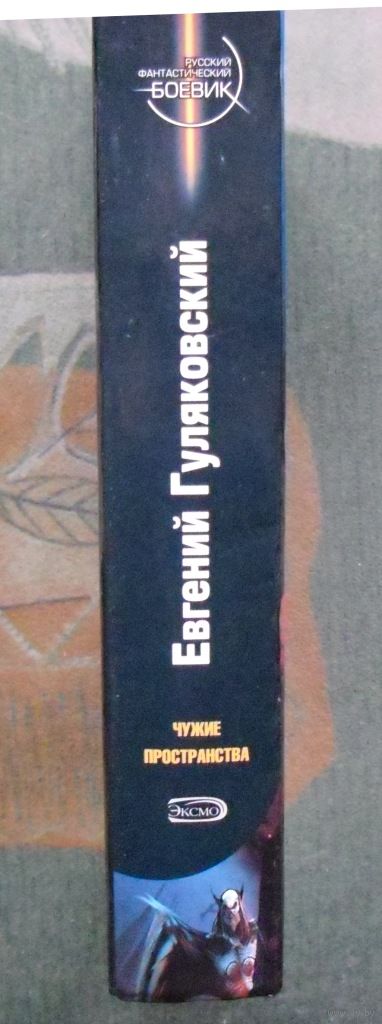 РУССКИЙ
ФАНТАСТИЧЕСКИЙ
БОЕВИК
Евгений Гуляковский
ЧУЖИЕ
ПРОСТРАНСТВА
ЭКСМО